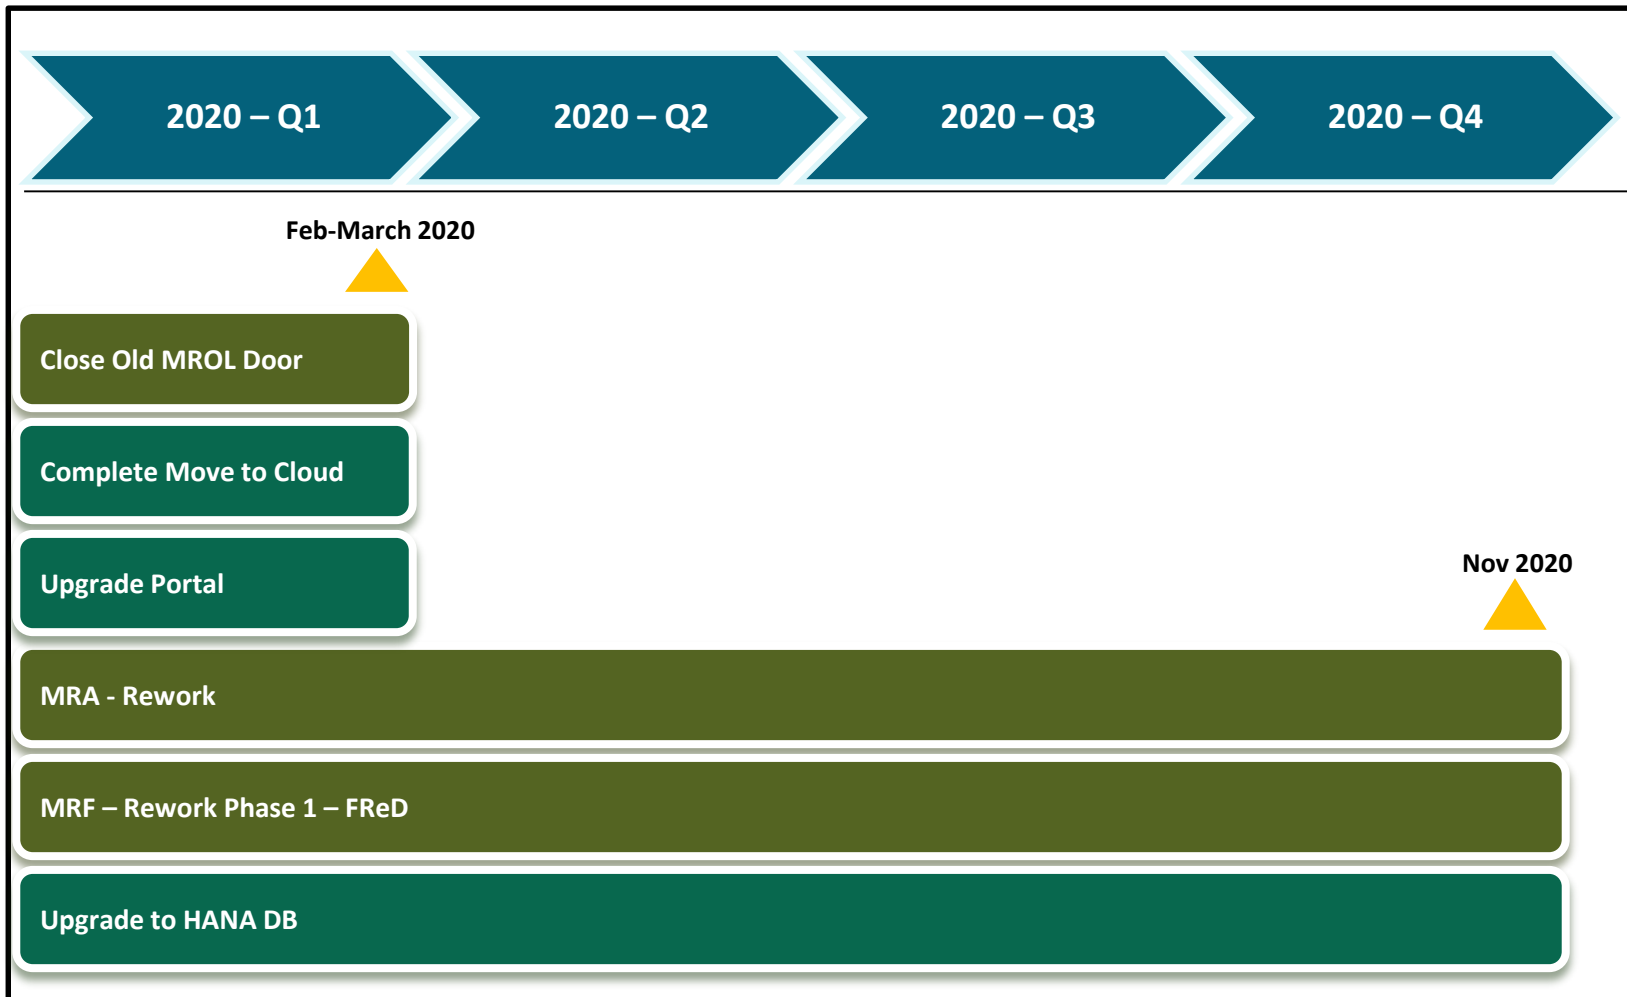 2020 – Q1
2020 – Q2
2020 – Q3
2020 – Q4
Feb-March 2020
Close Old MROL Door
Complete Move to Cloud
Upgrade Portal
Nov 2020
MRA - Rework
MRF – Rework Phase 1 – FReD
Upgrade to HANA DB